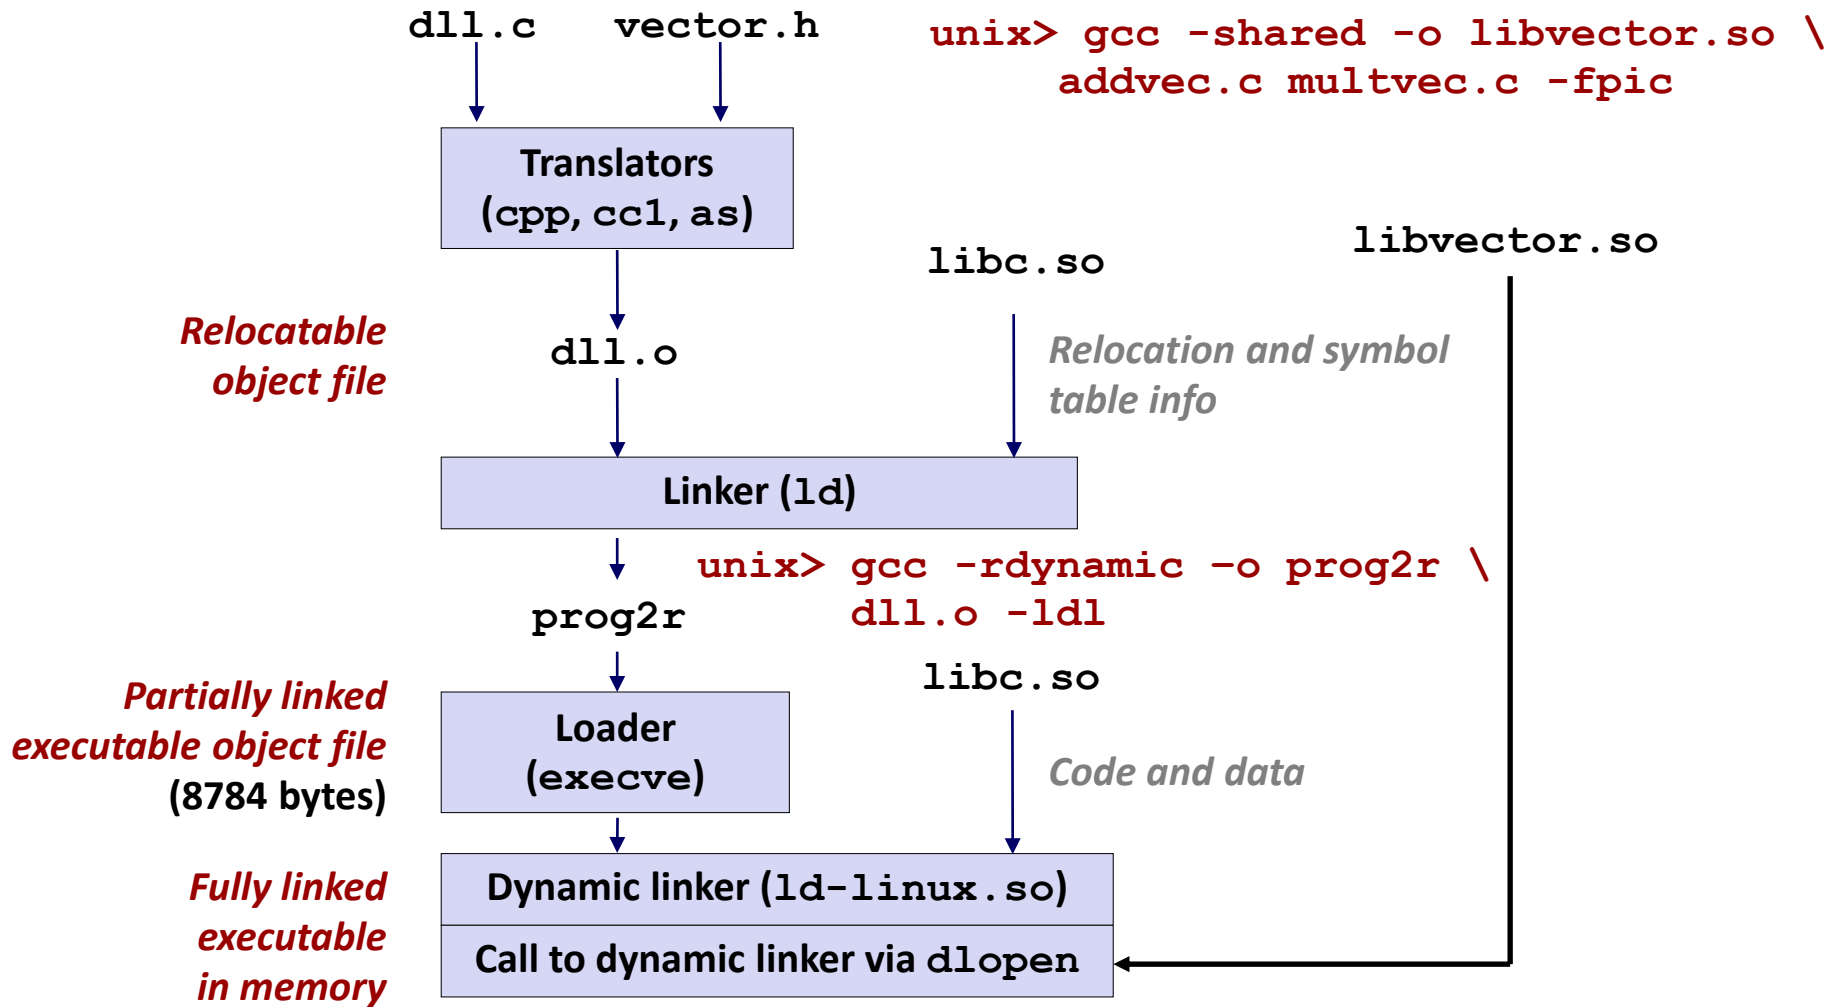 dll.c vector.h
unix> gcc -shared -o libvector.so \
addvec.c multvec.c -fpic
Translators
(cpp, cc1, as)
libc.so
libvector.so
Relocatable
object file
dll.o
Relocation and symbol
table info
Linker (ld)
unix> gcc -rdynamic –o prog2r \
dll.o -ldl
prog2r
libc.so
Partially linked
executable object file
(8784 bytes)
Loader
(execve)
Code and data
Fully linked
executable
in memory
Dynamic linker (ld-linux.so)
Call to dynamic linker via dlopen